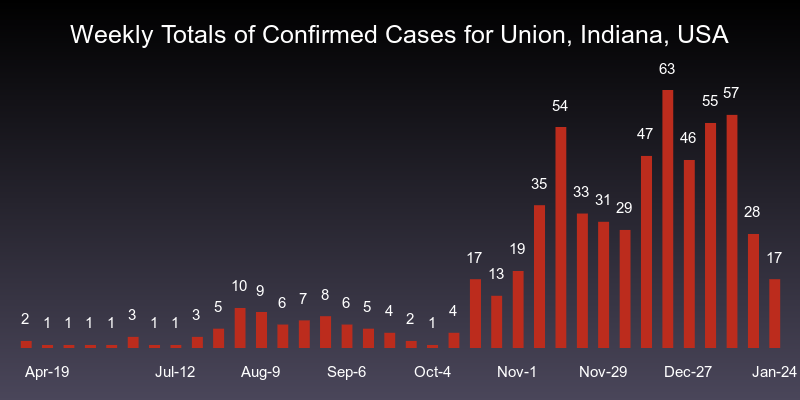 Weekly Totals of Confirmed Cases for Union, Indiana, USA
2 1 1 1 1 3 1 1 3 5 10 9 6 7 8 6 5 4 2 1 4 17 13 19 35 54 33 31 29 47 63 46 55 57 28 17
Apr-19 Jul-12 Aug-9 Sep-6 Oct-4 Nov-1 Nov-29 Dec-27 Jan-24